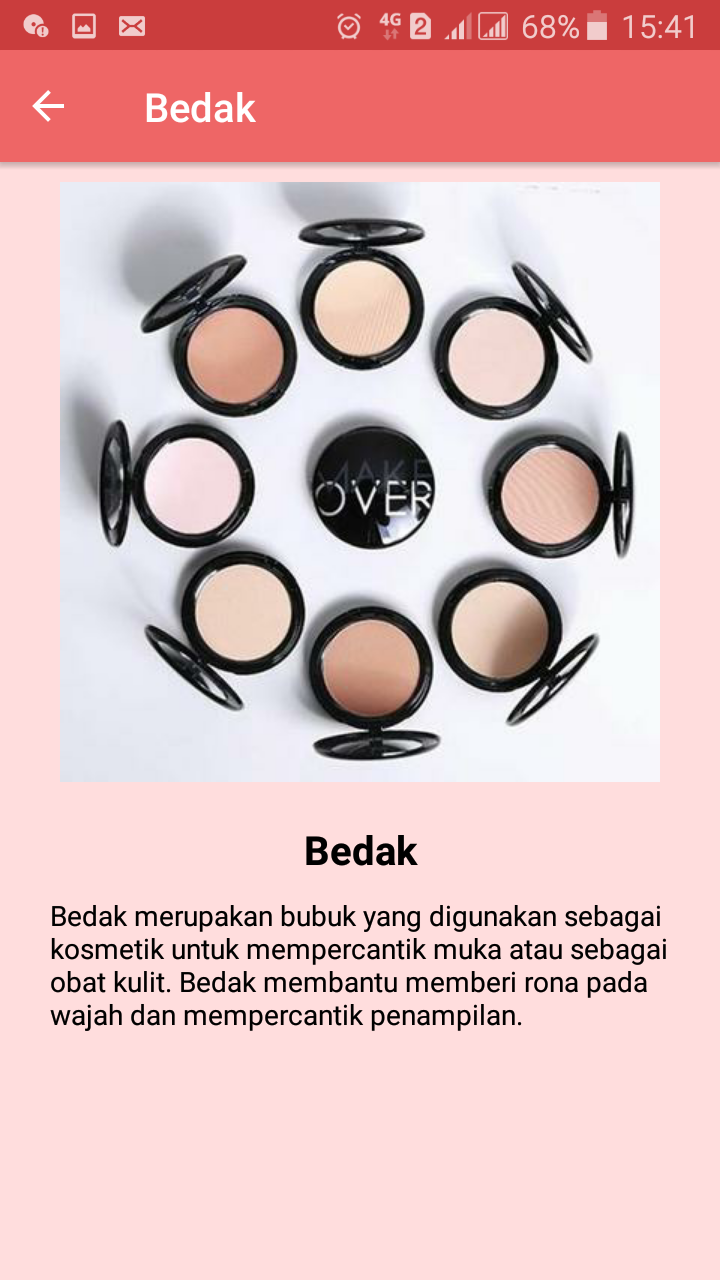 4G 2 68% 15:41
Bedak
MAKE
OVER
Bedak
Bedak merupakan bubuk yang digunakan sebagai
kosmetik untuk mempercantik muka atau sebagai
obat kulit. Bedak membantu memberi rona pada
wajah dan mempercantik penampilan.